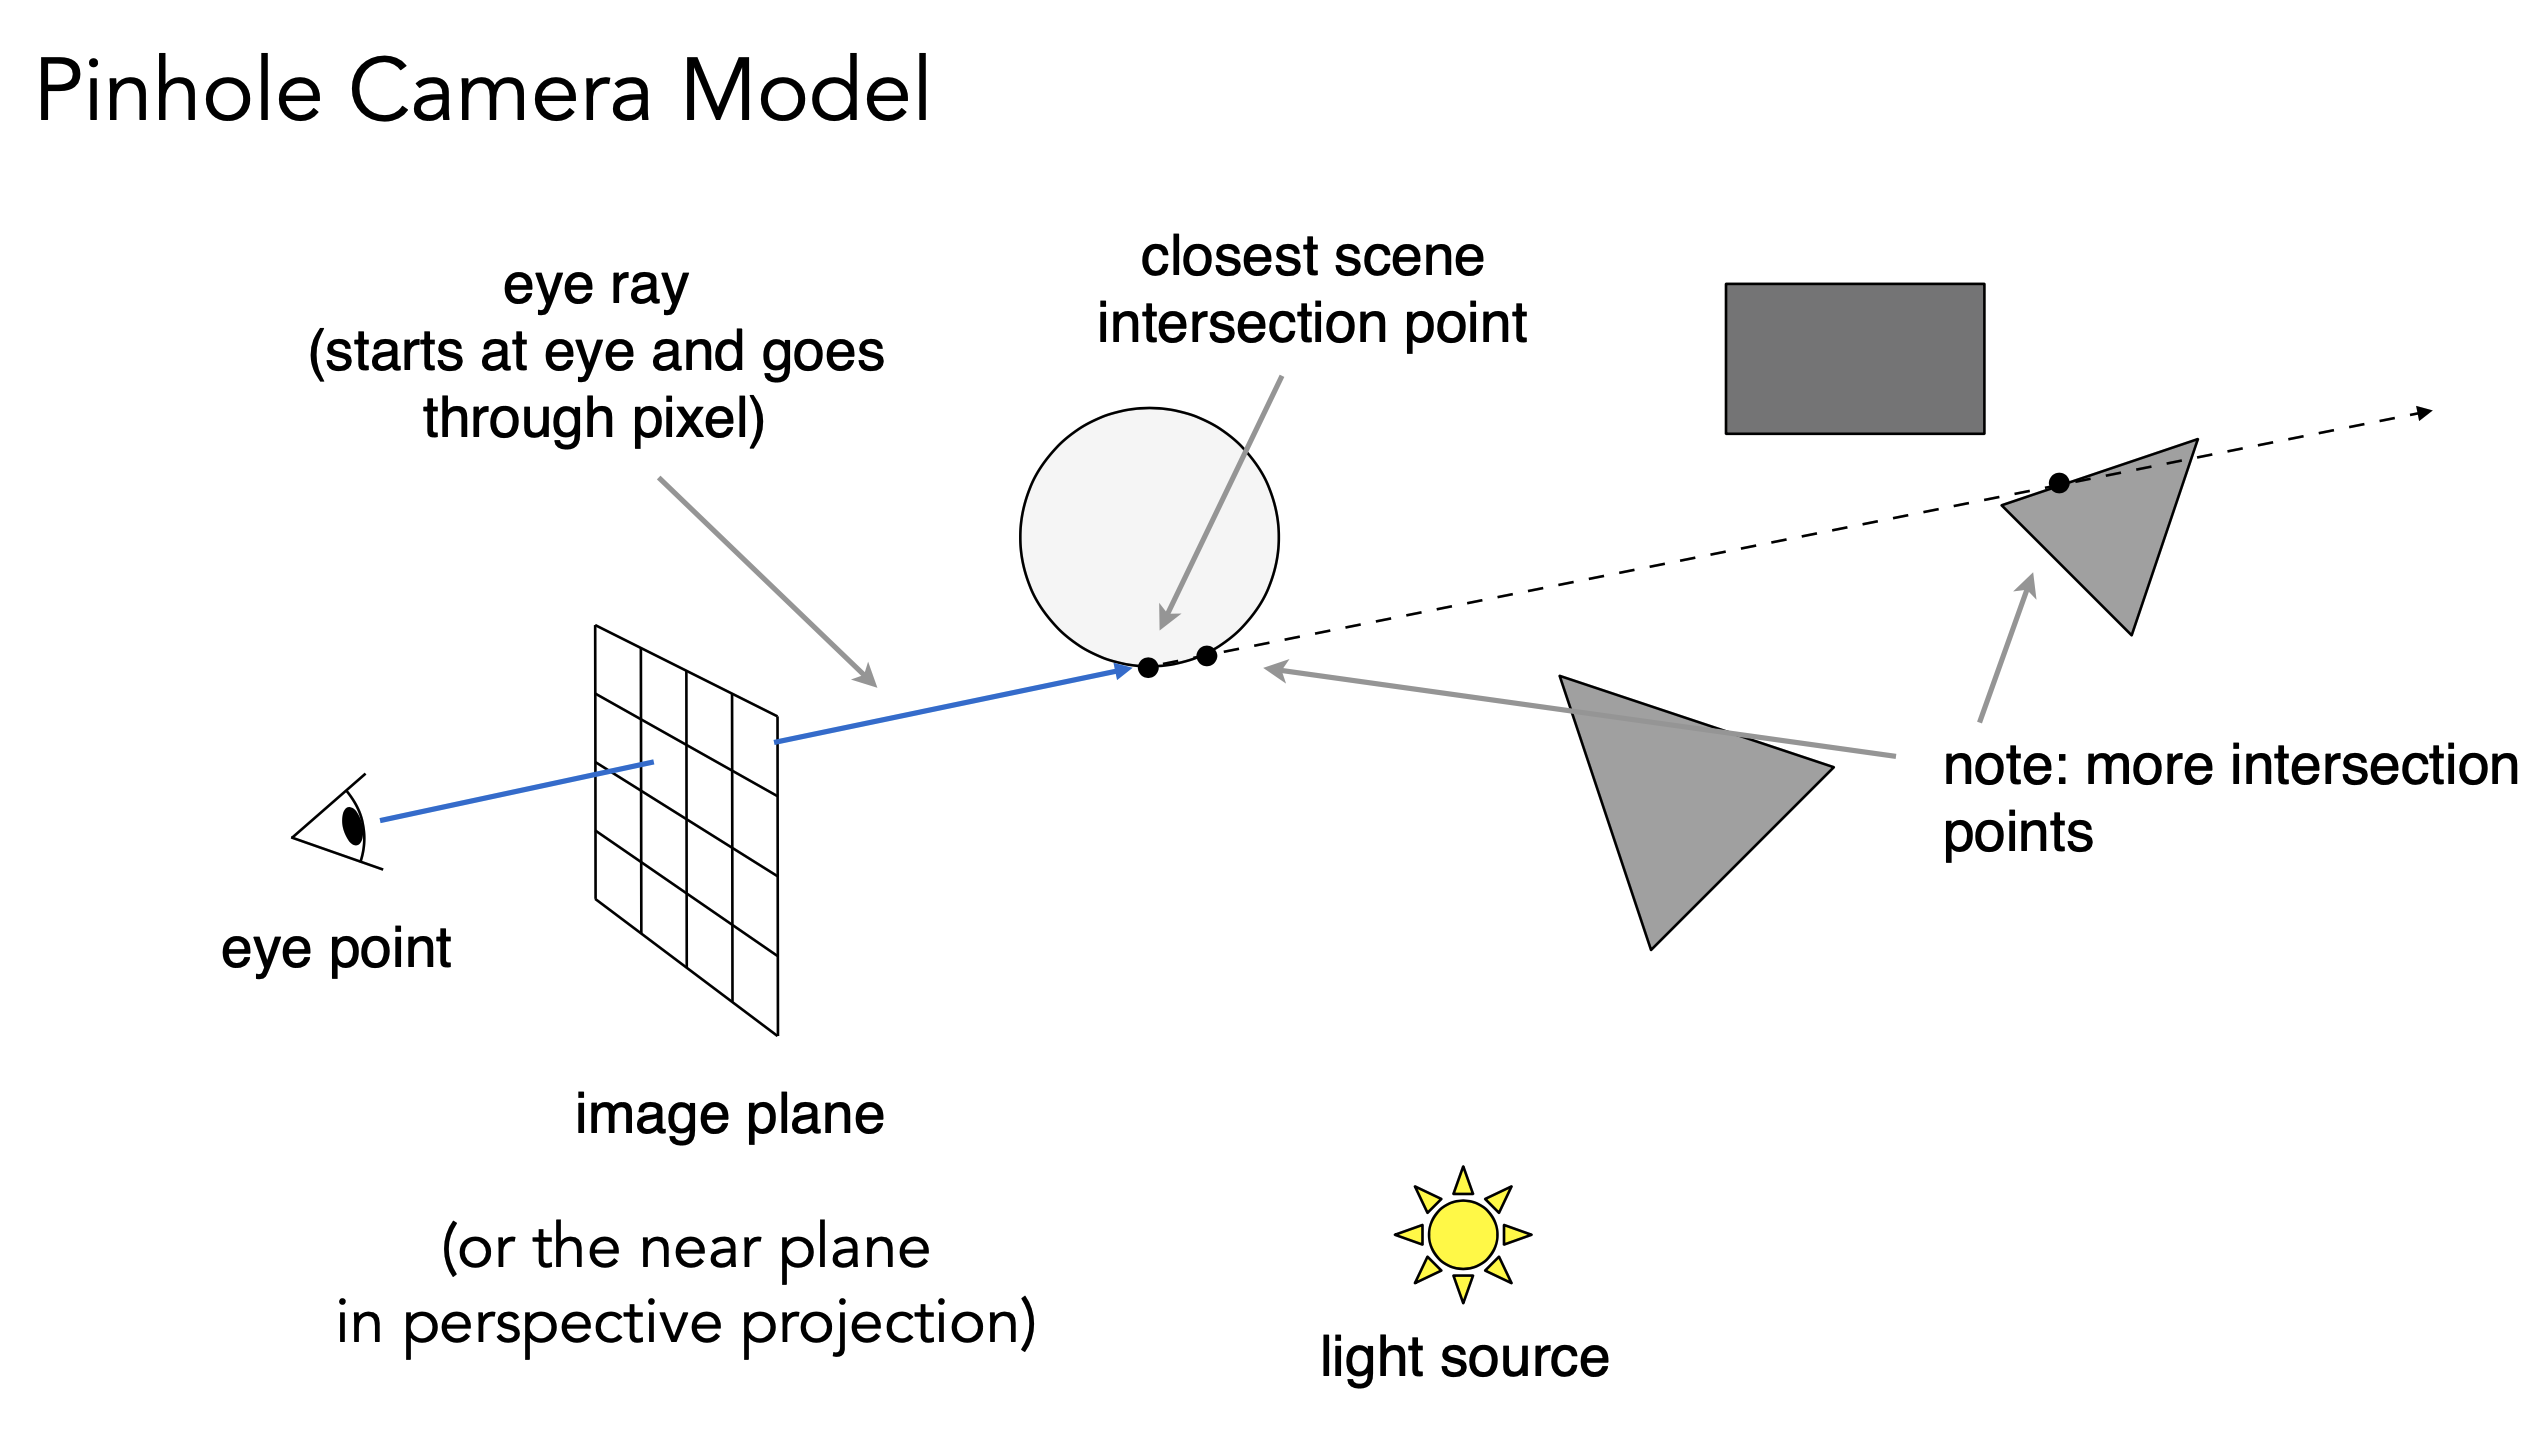 Pinhole Camera Model
eye ray
(starts at eye and goes
through pixel)
closest scene
intersection point
note: more intersection
points
eye point
image plane
(or the near plane
in perspective projection)
light source